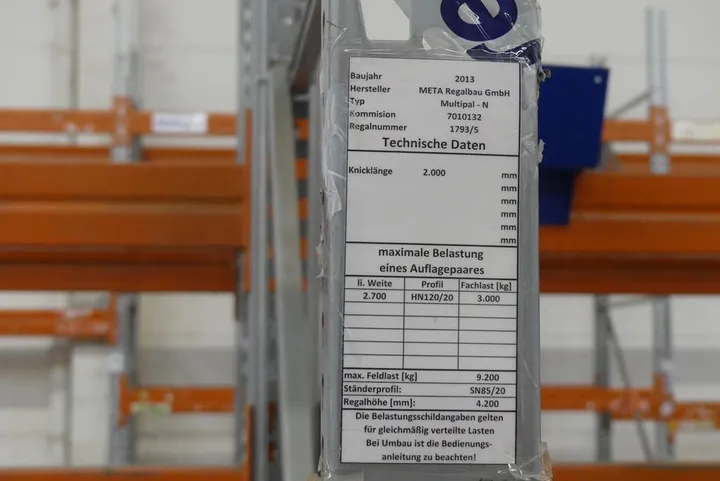 Baujahr 2013
Hersteller META Regalbau GmbH
Typ Multipal - N
Kommision 7010132
Regalnummer 1793/5
Technische Daten
Knicklänge 2.000 mm
mm
mm
mm
mm
mm
maximale Belastung
eines Auflagepaares
li. Weite Profil Fachlast [kg]
2.700 HN120/20 3.000
max. Feldlast [kg] 9.200
Ständerprofil: SN85/20
Regalhöhe [mm]: 4.200
Die Belastungsschildangaben gelten
für gleichmäßig verteilte Lasten
Bei Umbau ist die Bedienungs-
anleitung zu beachten!